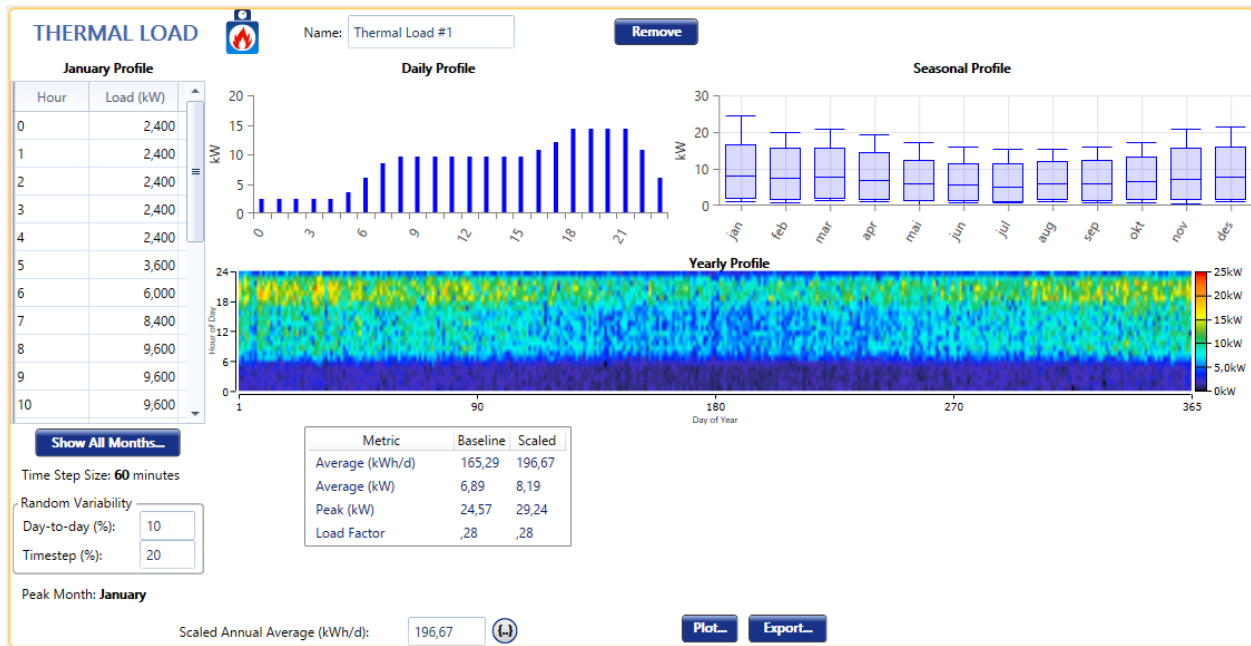 THERMAL LOAD
Name: Thermal Load #1
Remove
January Profile
Hour Load (kW)
0 2,400
1 2,400
2 2,400
3 2,400
4 2,400
5 3,600
6 6,000
7 8,400
8 9,600
9 9,600
10 9,600
Show All Months...
Time Step Size: 60 minutes
Random Variability
Day-to-day (%): 10
Timestep (%): 20
Peak Month: January
Daily Profile
kW
20
15
10
5
0
0 3 6 9 12 15 18 21
Seasonal Profile
kW
30
20
10
0
jan feb mar apr mai jun jul aug sep okt nov des
Yearly Profile
Hour of Day
24
18
12
6
0
1 90 180 270 365
Day of Year
25kW
20kW
15kW
10kW
5,0kW
0kW
Metric Baseline Scaled
Average (kWh/d) 165,29 196,67
Average (kW) 6,89 8,19
Peak (kW) 24,57 29,24
Load Factor ,28 ,28
Scaled Annual Average (kWh/d): 196,67 {..}
Plot... Export...